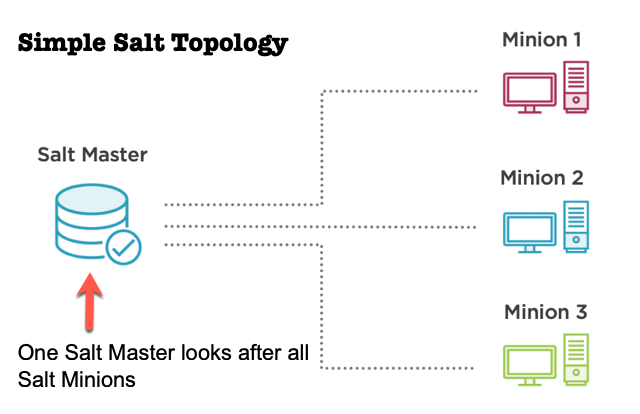 Simple Salt Topology
Minion 1
Salt Master
Minion 2
One Salt Master looks after all
Salt Minions
Minion 3